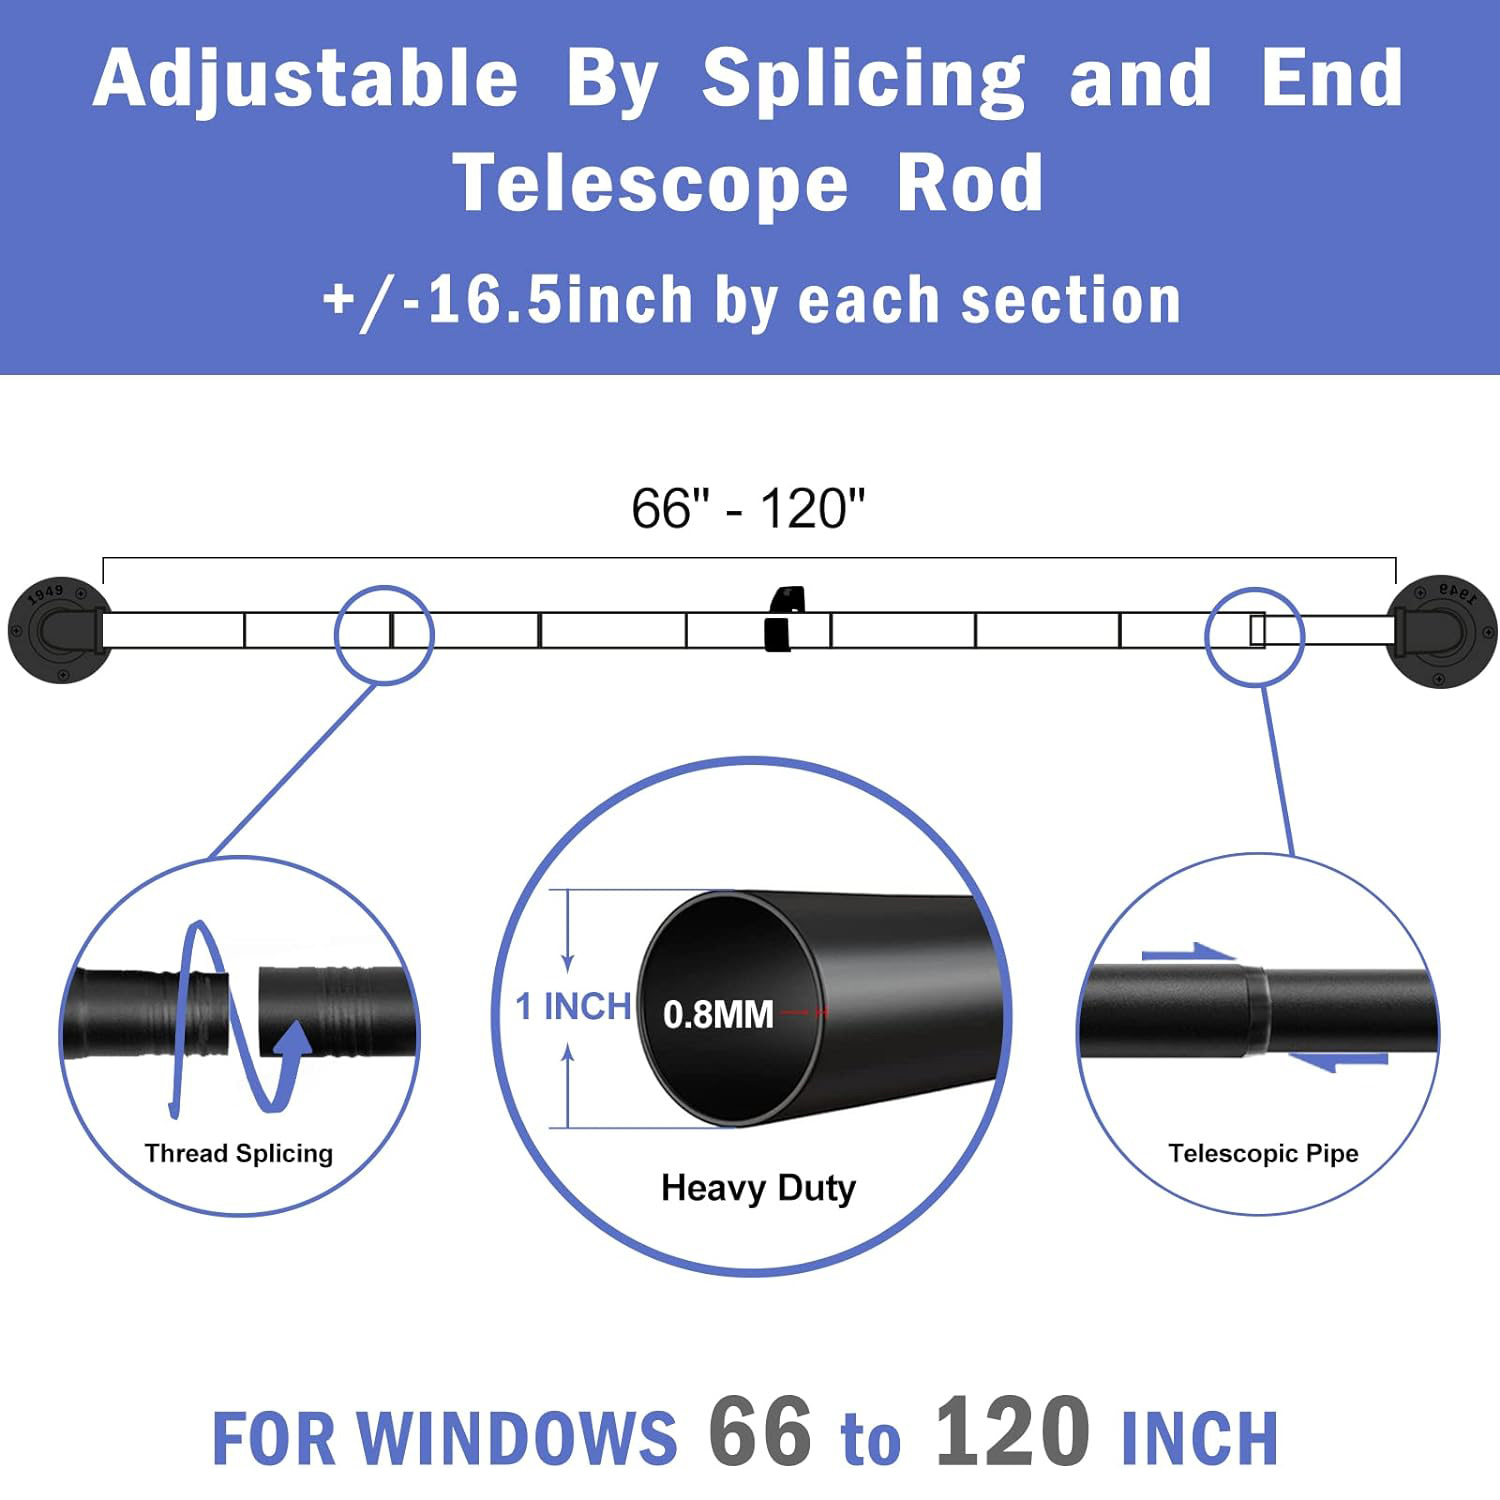 Adjustable By Splicing and End
Telescope Rod
+/-16.5inch by each section
66" - 120"
1949
1949
1 INCH
0.8MM
Thread Splicing
Heavy Duty
Telescopic Pipe
FOR WINDOWS 66 to 120 INCH